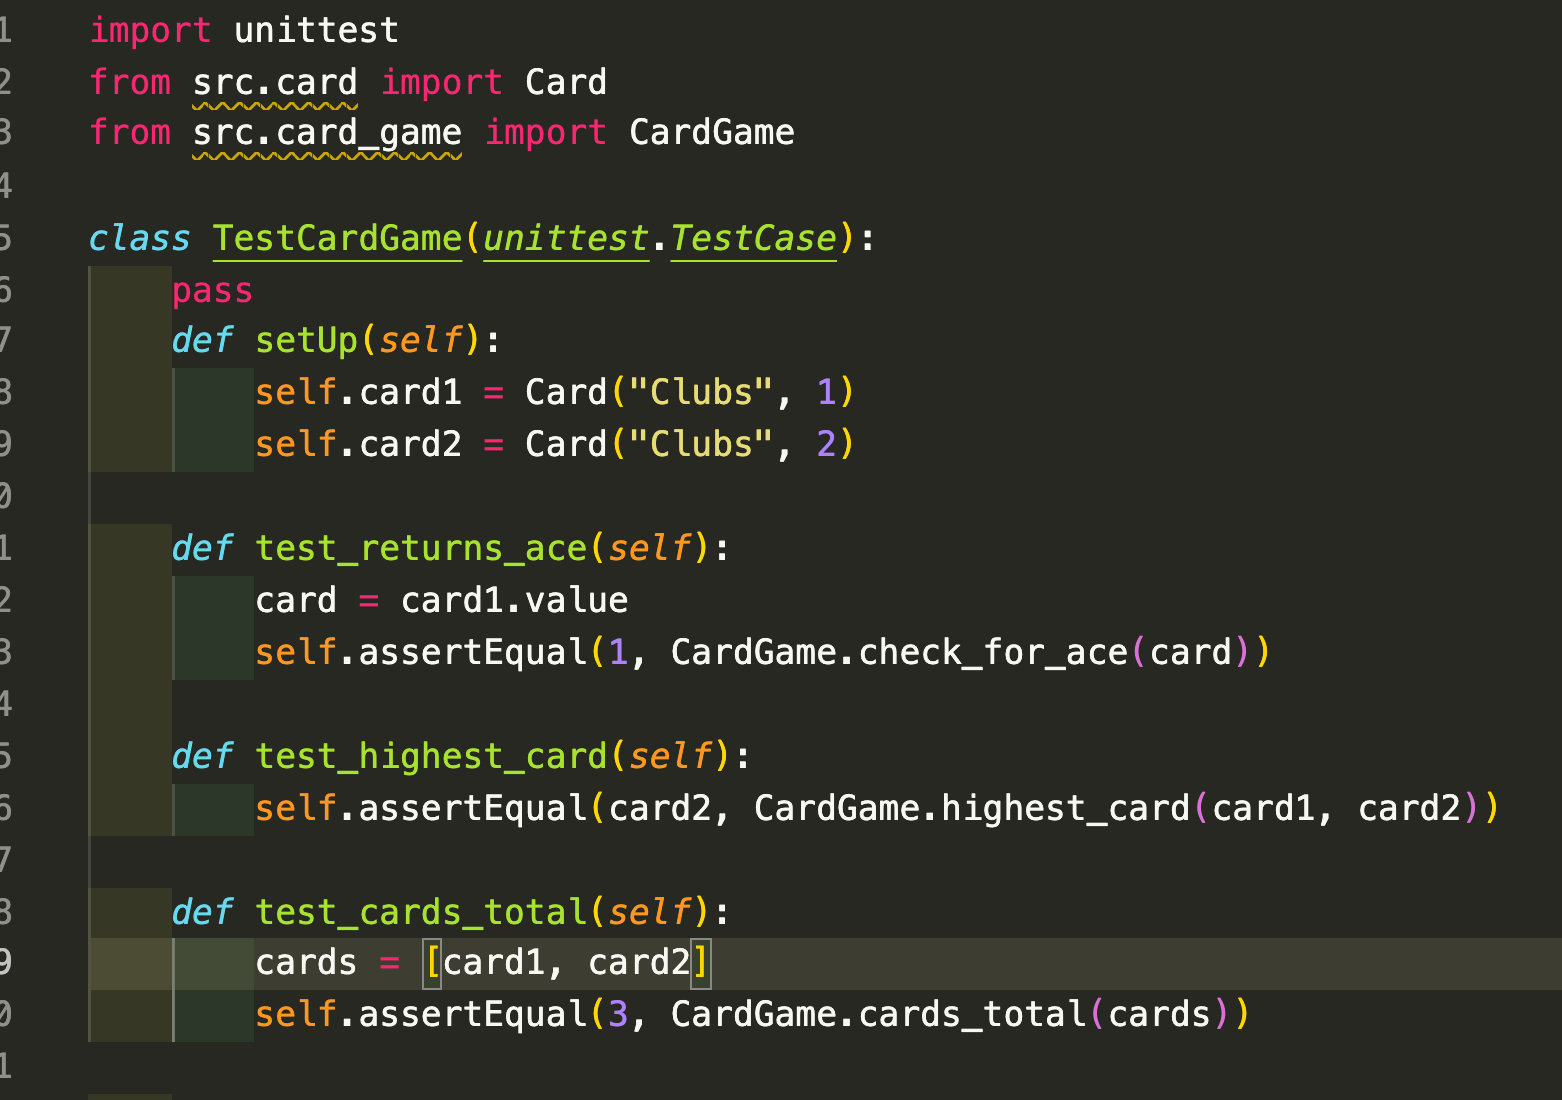 1 import unittest
2 from src.card import Card
3 from src.card_game import CardGame
4
5 class TestCardGame(unittest.TestCase):
6     pass
7     def setUp(self):
8         self.card1 = Card("Clubs", 1)
9         self.card2 = Card("Clubs", 2)
0
1     def test_returns_ace(self):
2         card = card1.value
3         self.assertEqual(1, CardGame.check_for_ace(card))
4
5     def test_highest_card(self):
6         self.assertEqual(card2, CardGame.highest_card(card1, card2))
7
8     def test_cards_total(self):
9         cards = [card1, card2]
0         self.assertEqual(3, CardGame.cards_total(cards))
1